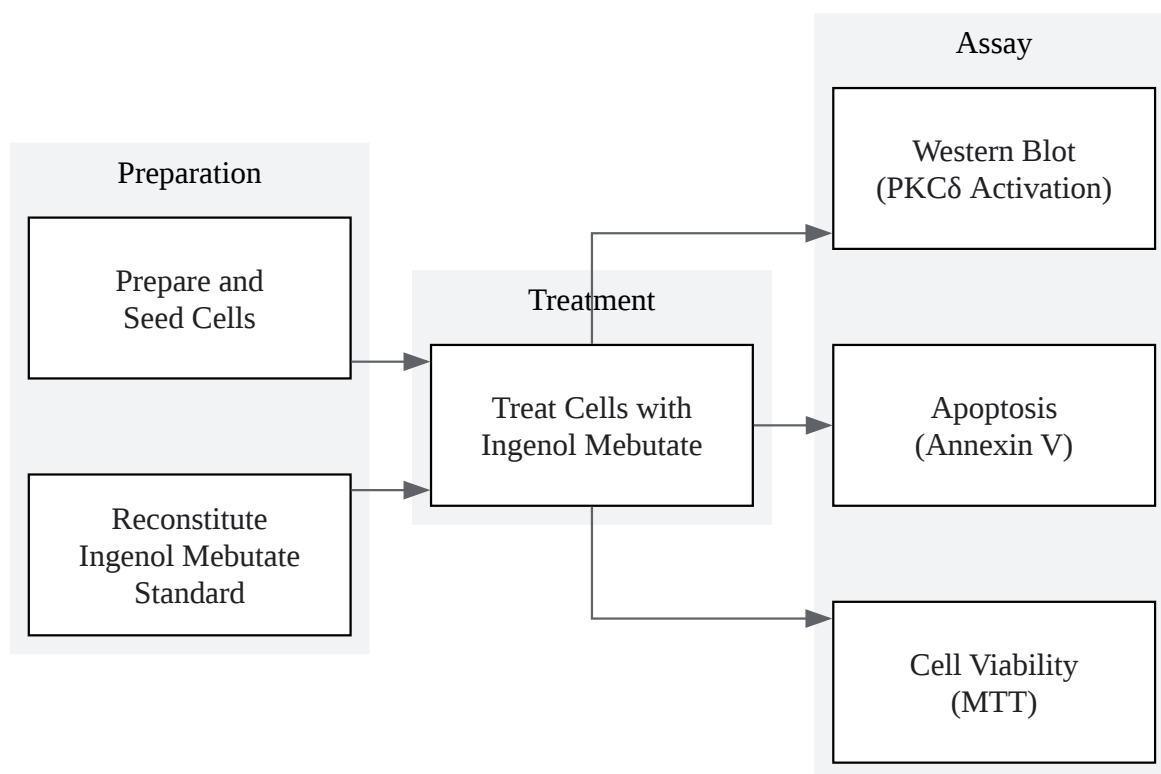 Preparation
Prepare and
Seed Cells
Reconstitute
Ingenol Mebutate
Standard
Treatment
Treat Cells with
Ingenol Mebutate
Assay
Western Blot
(PKCδ Activation)
Apoptosis
(Annexin V)
Cell Viability
(MTT)